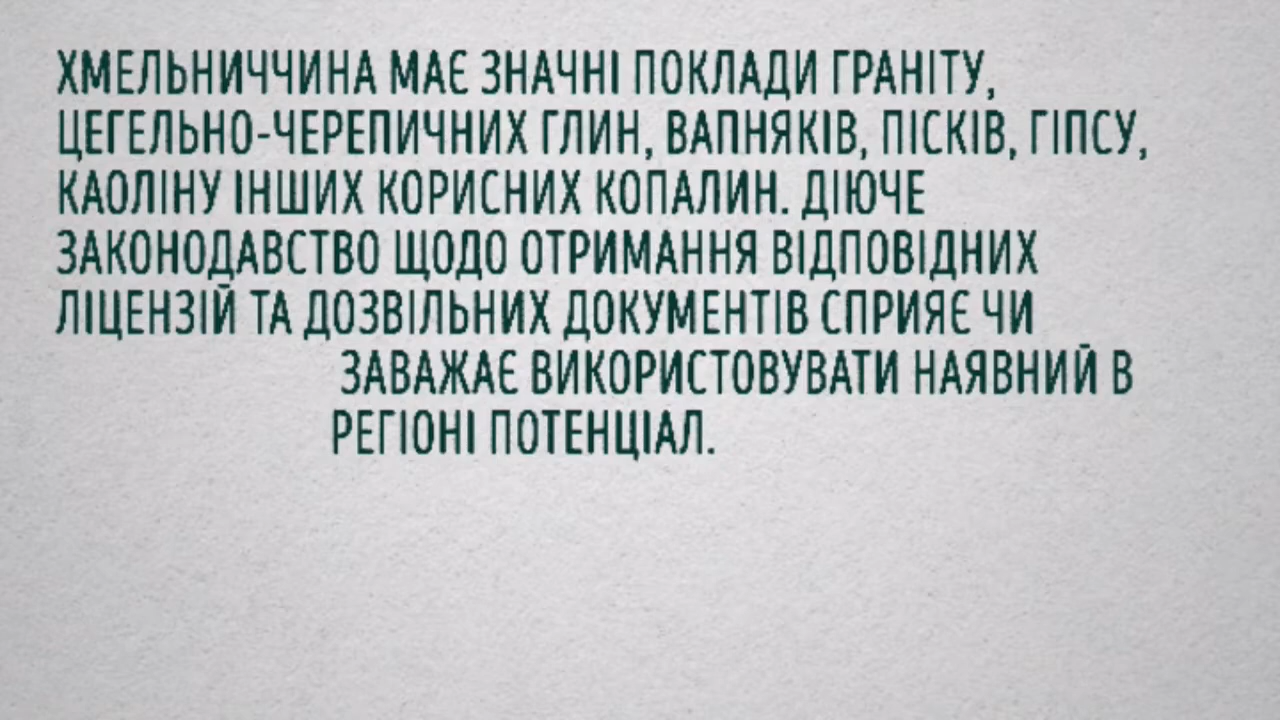 ХМЕЛЬНИЧЧИНА МАЄ ЗНАЧНІ ПОКЛАДИ ГРАНІТУ,
ЦЕГЕЛЬНО-ЧЕРЕПИЧНИХ ГЛИН, ВАПНЯКІВ, ПІСКІВ, ГІПСУ,
КАОЛІНУ ІНШИХ КОРИСНИХ КОПАЛИН. ДІЮЧЕ
ЗАКОНОДАВСТВО ЩОДО ОТРИМАННЯ ВІДПОВІДНИХ
ЛІЦЕНЗІЙ ТА ДОЗВІЛЬНИХ ДОКУМЕНТІВ СПРИЯЄ ЧИ
ЗАВАЖАЄ ВИКОРИСТОВУВАТИ НАЯВНИЙ В
РЕГІОНІ ПОТЕНЦІАЛ.